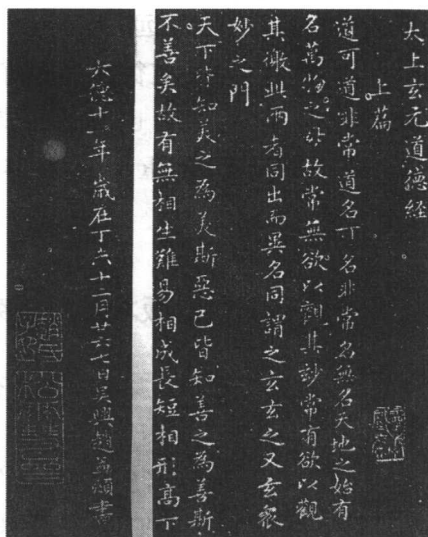 太上玄元道德經
上篇
道可道非常道名可名非常名無名天地之始有
名萬物之母故常無欲以觀其妙常有欲以觀
其徼此兩者同出而異名同謂之玄玄之又玄衆
妙之門
天下皆知美之為美斯惡已皆知善之為善斯
不善矣故有無相生難易相成長短相形高下
大德十一年歲在丁未十二月廿六七日吳興趙孟頫書